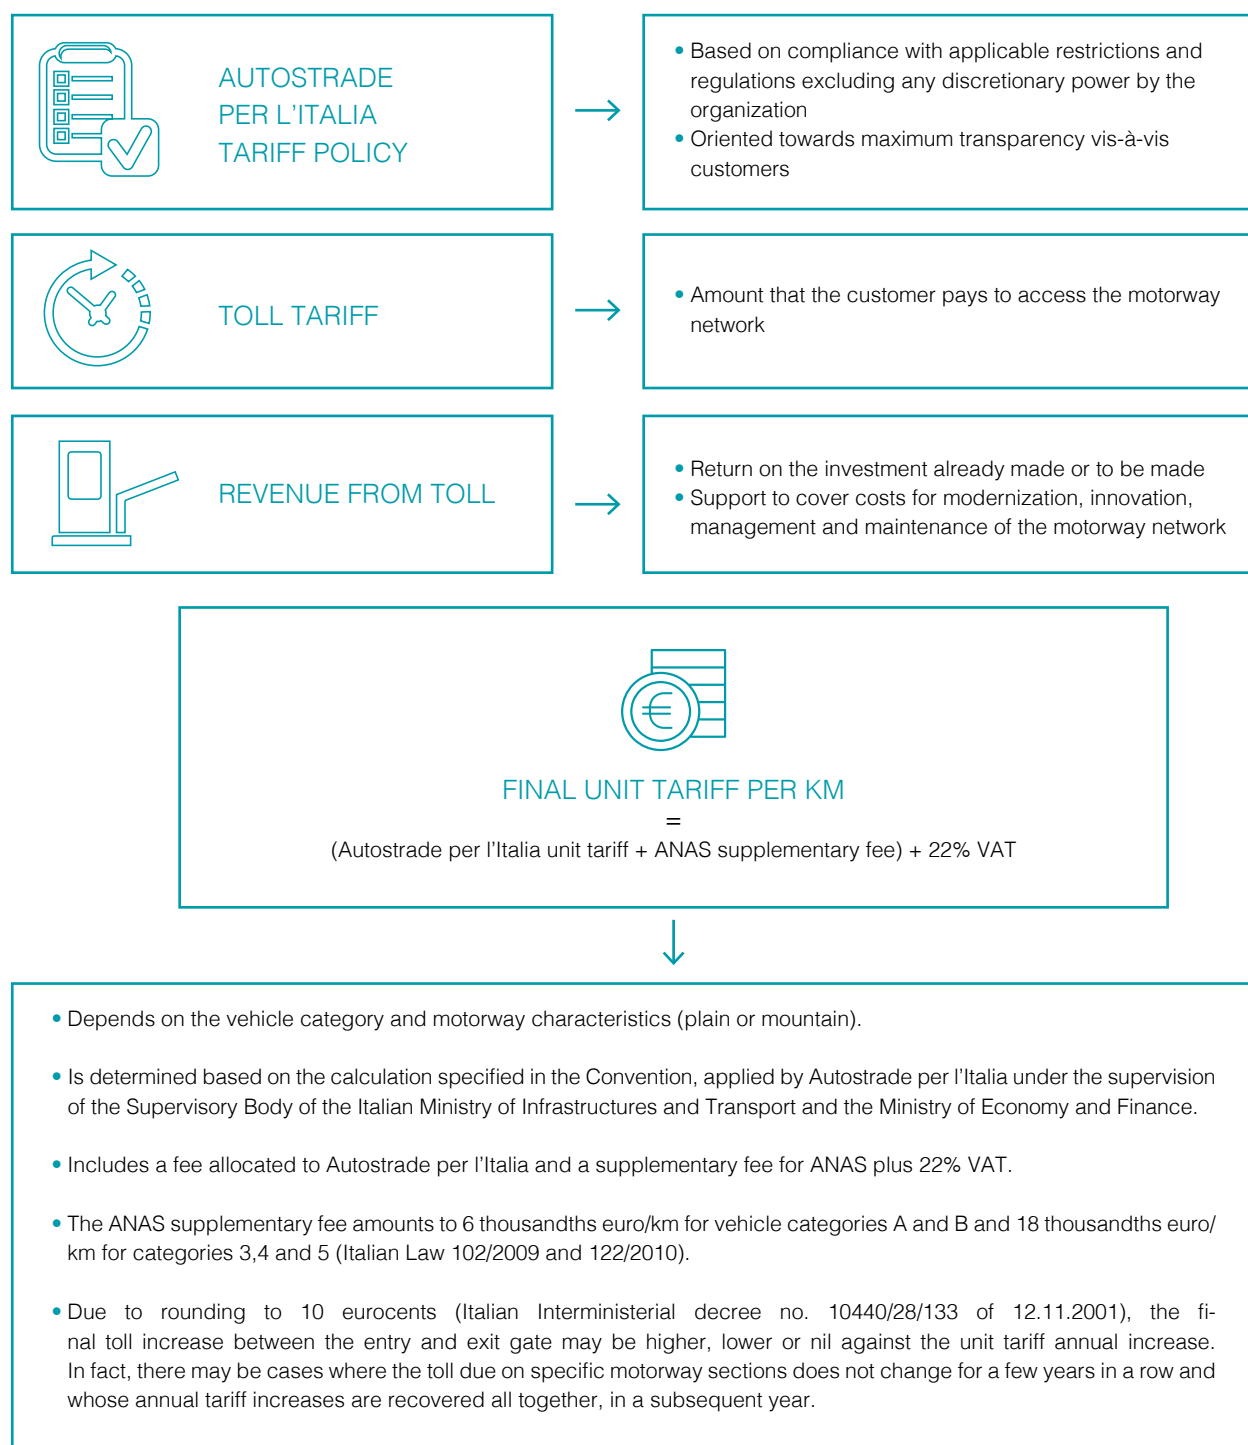 AUTOSTRADE
PER L'ITALIA
TARIFF POLICY
• Based on compliance with applicable restrictions and
regulations excluding any discretionary power by the
organization
• Oriented towards maximum transparency vis-à-vis
customers
TOLL TARIFF
• Amount that the customer pays to access the motorway
network
REVENUE FROM TOLL
• Return on the investment already made or to be made
• Support to cover costs for modernization, innovation,
management and maintenance of the motorway network
€
FINAL UNIT TARIFF PER KM
=
(Autostrade per l'Italia unit tariff + ANAS supplementary fee) + 22% VAT
• Depends on the vehicle category and motorway characteristics (plain or mountain).
• Is determined based on the calculation specified in the Convention, applied by Autostrade per l'Italia under the supervision
of the Supervisory Body of the Italian Ministry of Infrastructures and Transport and the Ministry of Economy and Finance.
• Includes a fee allocated to Autostrade per l'Italia and a supplementary fee for ANAS plus 22% VAT.
• The ANAS supplementary fee amounts to 6 thousandths euro/km for vehicle categories A and B and 18 thousandths euro/
km for categories 3,4 and 5 (Italian Law 102/2009 and 122/2010).
• Due to rounding to 10 eurocents (Italian Interministerial decree no. 10440/28/133 of 12.11.2001), the fi-
nal toll increase between the entry and exit gate may be higher, lower or nil against the unit tariff annual increase.
In fact, there may be cases where the toll due on specific motorway sections does not change for a few years in a row and
whose annual tariff increases are recovered all together, in a subsequent year.